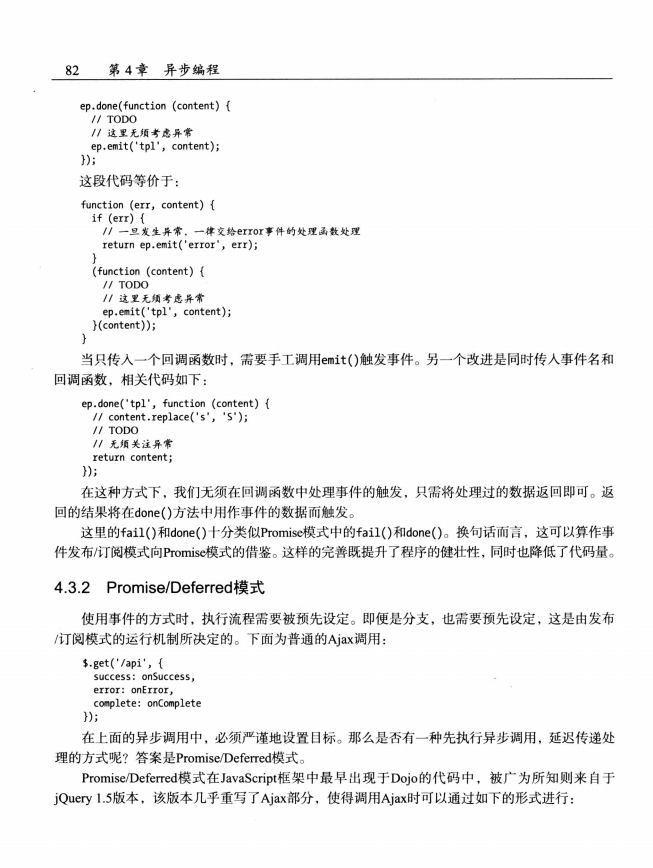 82 第4章 异步编程
ep.done(function (content) {
// TODO
// 这里无须考虑异常
ep.emit('tpl', content);
});
这段代码等价于：
function (err, content) {
if (err) {
// 一旦发生异常，一律交给error事件的处理函数处理
return ep.emit('error', err);
}
(function (content) {
// TODO
// 这里无须考虑异常
ep.emit('tpl', content);
}(content));
}
当只传入一个回调函数时，需要手工调用emit()触发事件。另一个改进是同时传入事件名和
回调函数，相关代码如下：
ep.done('tpl', function (content) {
// content.replace('s', 'S');
// TODO
// 无须关注异常
return content;
});
在这种方式下，我们无须在回调函数中处理事件的触发，只需将处理过的数据返回即可。返
回的结果将在done()方法中用作事件的数据而触发。
这里的fail()和done()十分类似Promise模式中的fail()和done()。换句话而言，这可以算作事
件发布/订阅模式向Promise模式的借鉴。这样的完善既提升了程序的健壮性，同时也降低了代码量。
4.3.2 Promise/Deferred模式
使用事件的方式时，执行流程需要被预先设定。即便是分支，也需要预先设定，这是由发布
/订阅模式的运行机制所决定的。下面为普通的Ajax调用：
$.get('/api', {
success: onSuccess,
error: onError,
complete: onComplete
});
在上面的异步调用中，必须严谨地设置目标。那么是否有一种先执行异步调用，延迟传递处
理的方式呢？答案是Promise/Deferred模式。
Promise/Deferred模式在JavaScript框架中最早出现于Dojo的代码中，被广为所知则来自于
jQuery 1.5版本，该版本几乎重写了Ajax部分，使得调用Ajax时可以通过如下的形式进行：